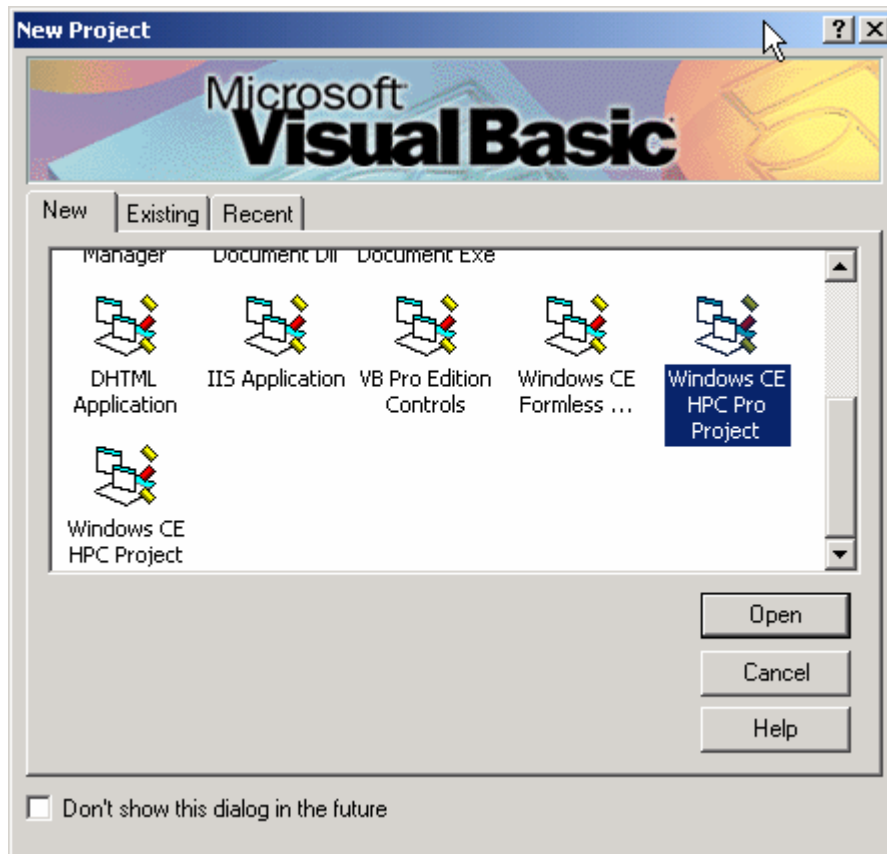 New Project
Microsoft
Visual Basic
New Existing Recent
Manager Document Dll Document Exe
DHTML IIS Application VB Pro Edition Windows CE Windows CE
Application Controls Formless ... HPC Pro
Project
Windows CE
HPC Project
Open
Cancel
Help
Don't show this dialog in the future